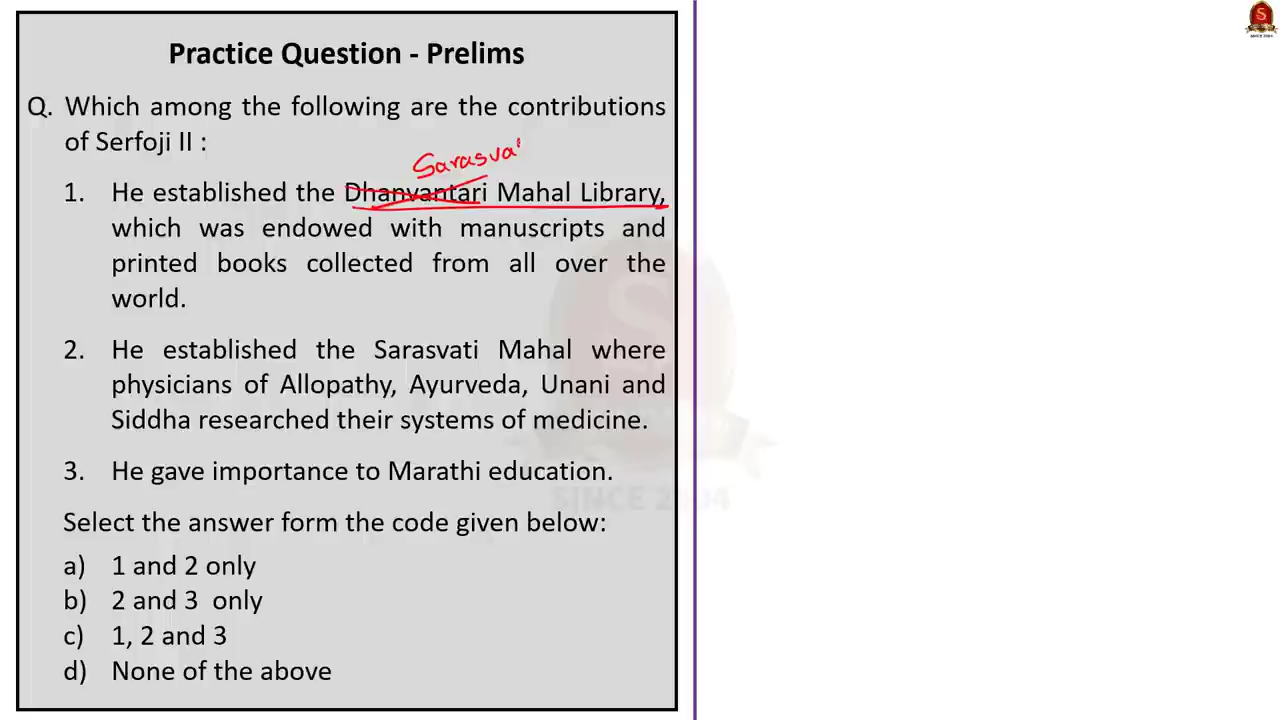 S
SINCE 2004
Practice Question - Prelims
Q. Which among the following are the contributions
of Serfoji II :
Sarasva
1. He established the Dhanvantari Mahal Library,
which was endowed with manuscripts and
printed books collected from all over the
world.
2. He established the Sarasvati Mahal where
physicians of Allopathy, Ayurveda, Unani and
Siddha researched their systems of medicine.
3. He gave importance to Marathi education.
SINCE 2004
Select the answer form the code given below:
a) 1 and 2 only
b) 2 and 3 only
c) 1, 2 and 3
d) None of the above